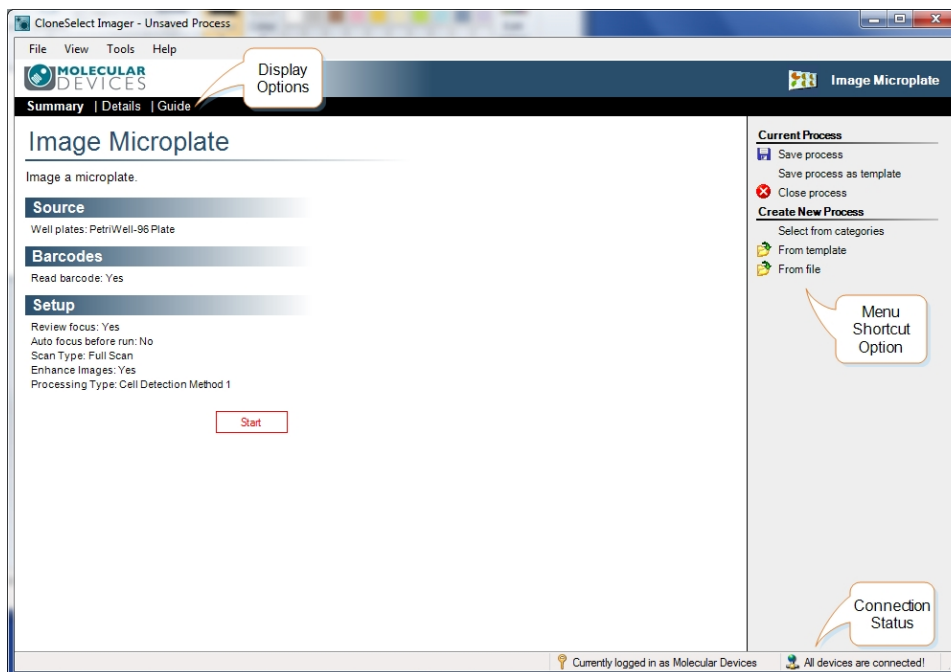 CloneSelect Imager - Unsaved Process
File View Tools Help
MOLECULAR
DEVICES
Display
Options
Image Microplate
Summary | Details | Guide
Image Microplate
Image a microplate.
Source
Well plates: PetriWell-96 Plate
Barcodes
Read barcode: Yes
Setup
Review focus: Yes
Auto focus before run: No
Scan Type: Full Scan
Enhance Images: Yes
Processing Type: Cell Detection Method 1
Start
Current Process
Save process
Save process as template
Close process
Create New Process
Select from categories
From template
From file
Menu
Shortcut
Option
Connection
Status
Currently logged in as Molecular Devices
All devices are connected!